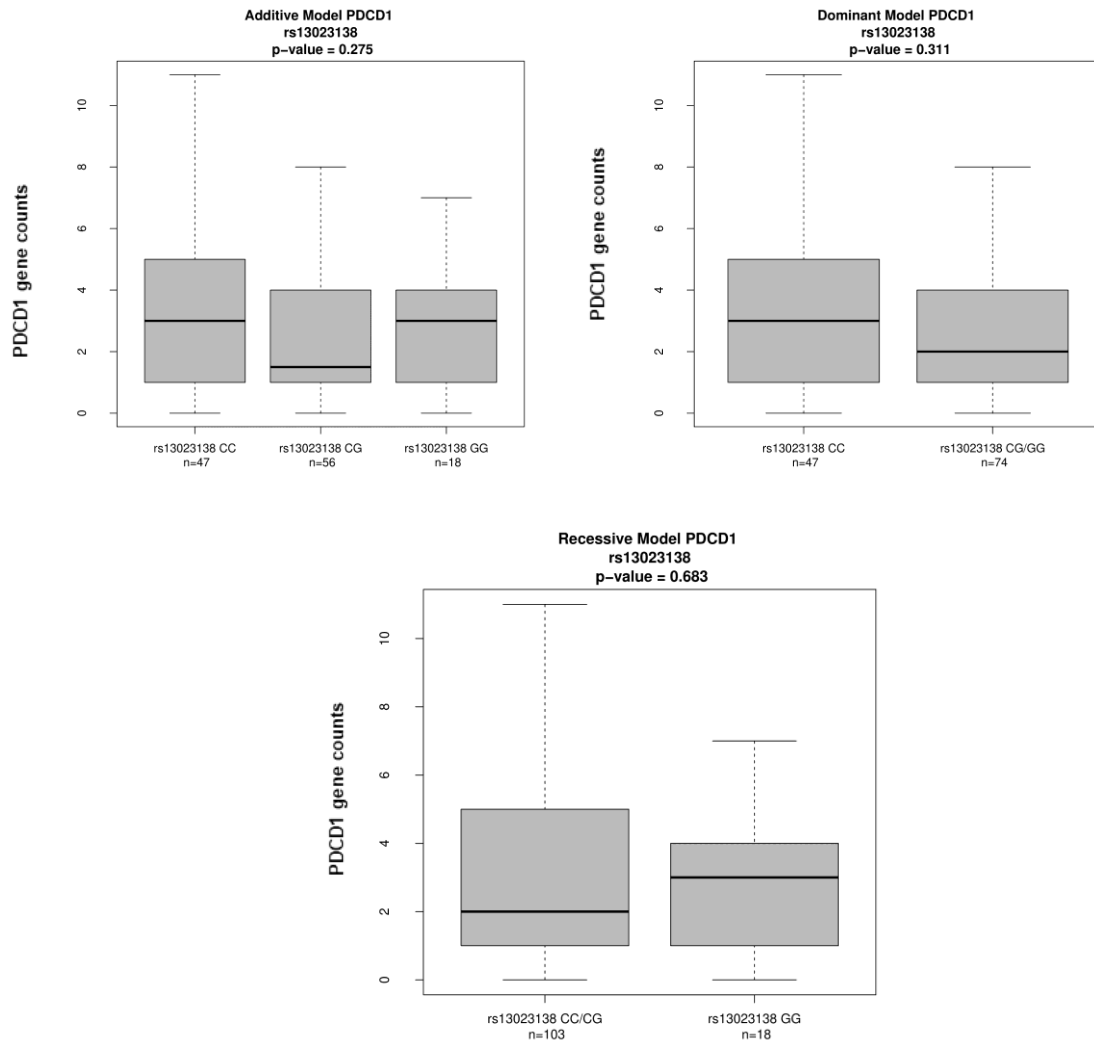 Additive Model PDCD1
rs13023138
p-value = 0.275
PDCD1 gene counts
10
8
6
4
2
0
rs13023138 CC
n=47
rs13023138 CG
n=56
rs13023138 GG
n=18
Dominant Model PDCD1
rs13023138
p-value = 0.311
PDCD1 gene counts
10
8
6
4
2
0
rs13023138 CC
n=47
rs13023138 CG/GG
n=74
Recessive Model PDCD1
rs13023138
p-value = 0.683
PDCD1 gene counts
10
8
6
4
2
0
rs13023138 CC/CG
n=103
rs13023138 GG
n=18